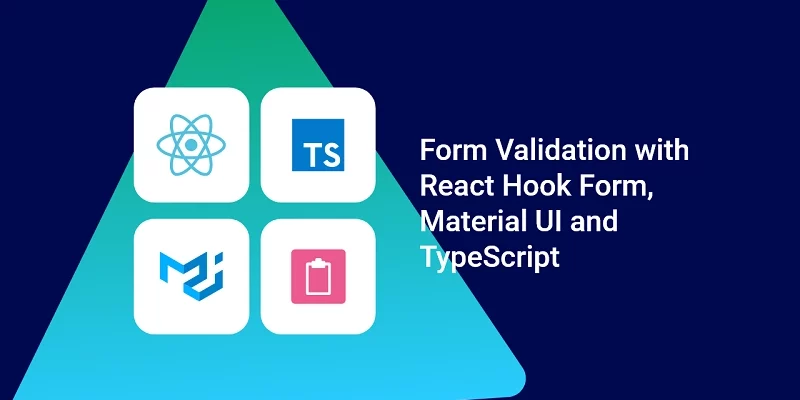 TS
Form Validation with
React Hook Form,
Material UI and
TypeScript